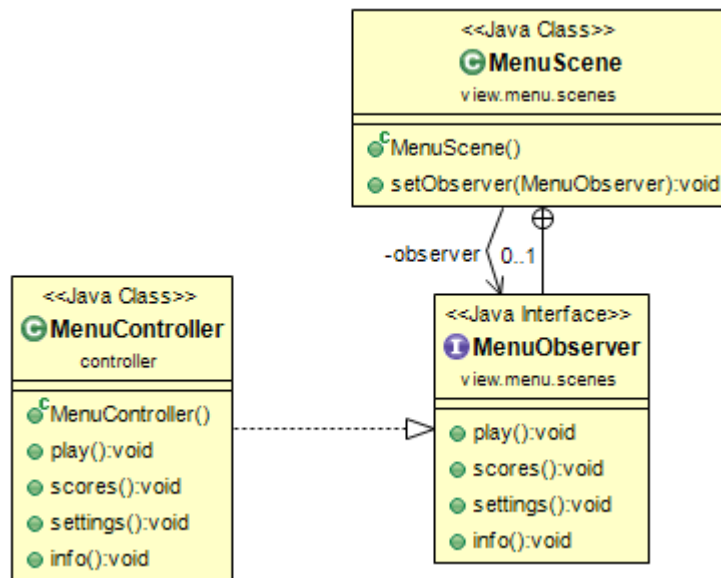 <<Java Class>>
MenuScene
view.menu.scenes
MenuScene()
setObserver(MenuObserver):void
-observer
0..1
<<Java Class>>
MenuController
controller
MenuController()
play():void
scores():void
settings():void
info():void
<<Java Interface>>
MenuObserver
view.menu.scenes
play():void
scores():void
settings():void
info():void